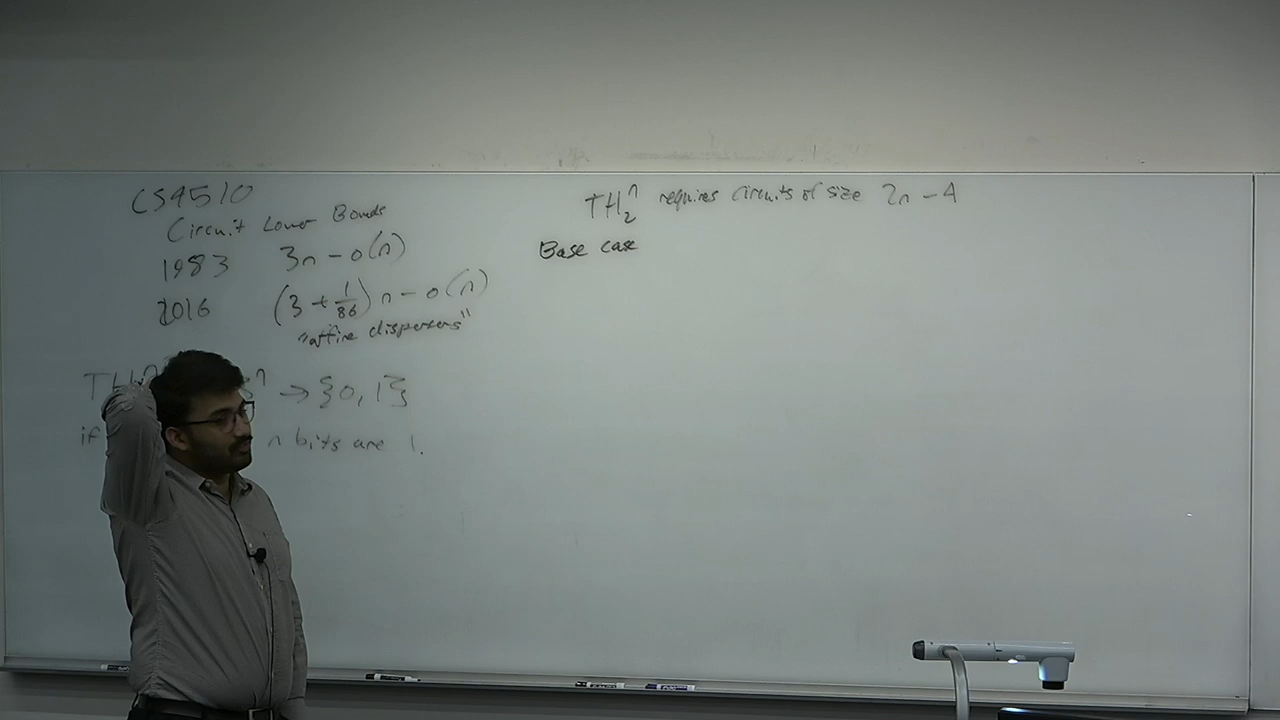 CS4510
Circuit Lower Bounds
1983 3n - o(n)
2016 (3 + 1/86) n - o(n)
"affine dispersers"
TH n → {0,1}
if n bits are 1.
TH₂ⁿ requires circuits of size 2n - 4
Base case